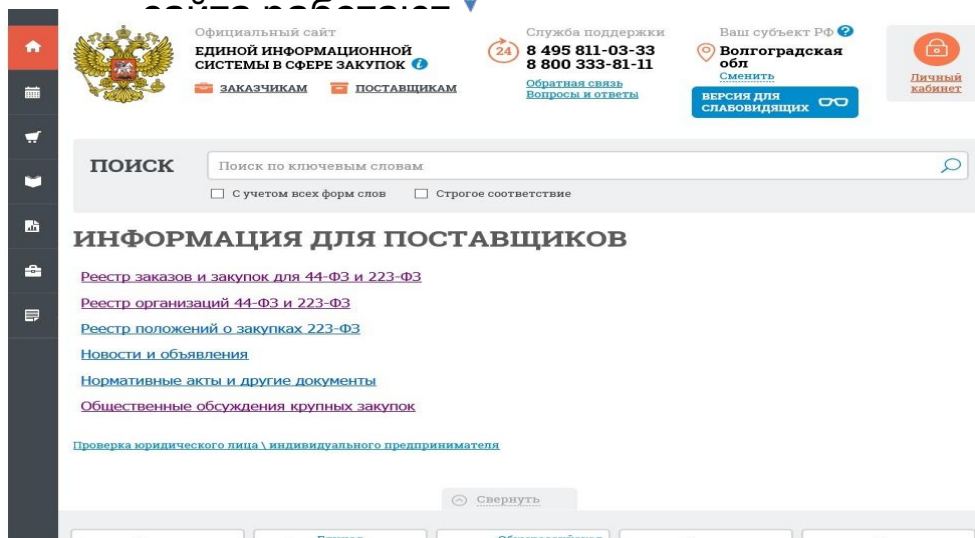 сайта работают
Официальный сайт
ЕДИНОЙ ИНФОРМАЦИОННОЙ
СИСТЕМЫ В СФЕРЕ ЗАКУПОК
ЗАКАЗЧИКАМ ПОСТАВЩИКАМ
Служба поддержки
24
8 495 811-03-33
8 800 333-81-11
Обратная связь
Вопросы и ответы
Ваш субъект РФ ?
Волгоградская
обл
Сменить
ВЕРСИЯ ДЛЯ
СЛАБОВИДЯЩИХ
Личный
кабинет
ПОИСК
Поиск по ключевым словам
С учетом всех форм слов Строгое соответствие
ИНФОРМАЦИЯ ДЛЯ ПОСТАВЩИКОВ
Реестр заказов и закупок для 44-ФЗ и 223-ФЗ
Реестр организаций 44-ФЗ и 223-ФЗ
Реестр положений о закупках 223-ФЗ
Новости и объявления
Нормативные акты и другие документы
Общественные обсуждения крупных закупок
Проверка юридического лица \ индивидуального предпринимателя
Свернуть